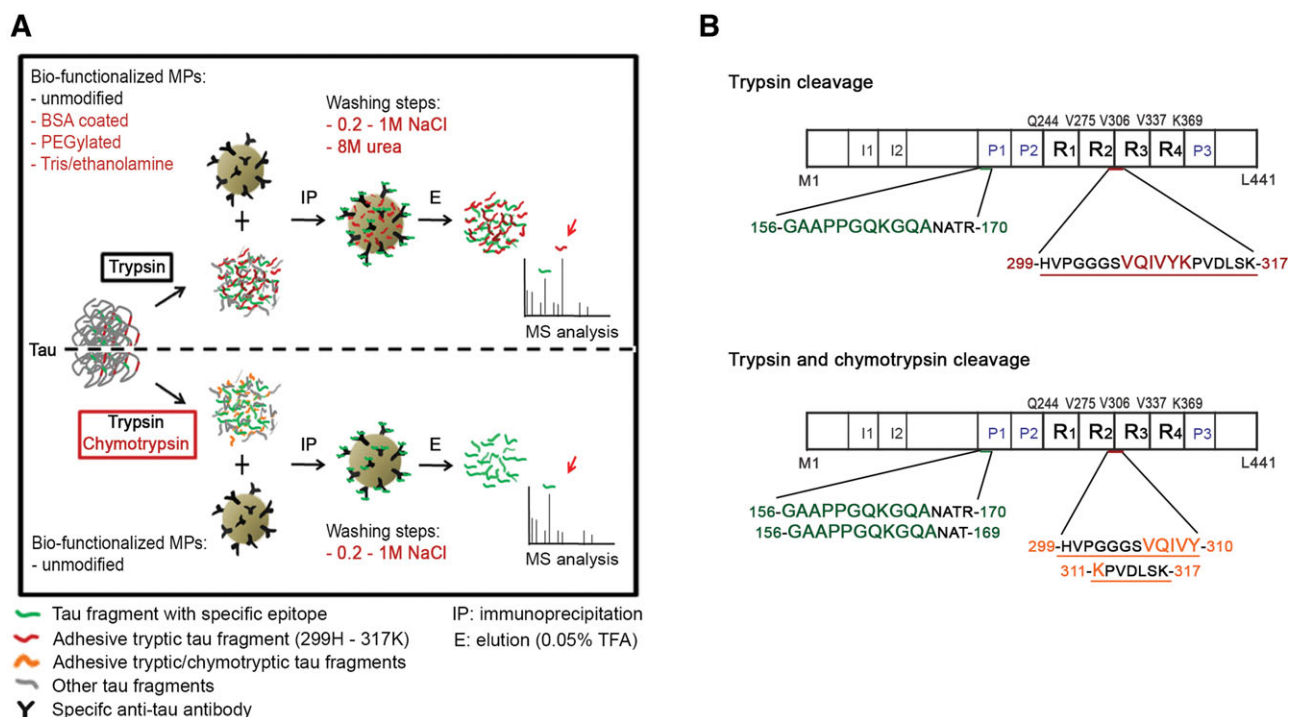 A
Bio-functionalized MPs:
- unmodified
- BSA coated
- PEGylated
- Tris/ethanolamine
Washing steps:
- 0.2 - 1M NaCl
- 8M urea
IP
E
+
Trypsin
MS analysis
Tau
Trypsin
Chymotrypsin
+
IP
E
Washing steps:
- 0.2 - 1M NaCl
MS analysis
Bio-functionalized MPs:
- unmodified
Tau fragment with specific epitope
Adhesive tryptic tau fragment (299H - 317K)
Adhesive tryptic/chymotryptic tau fragments
Other tau fragments
Specifc anti-tau antibody
IP: immunoprecipitation
E: elution (0.05% TFA)
B
Trypsin cleavage
Q244 V275 V306 V337 K369
I1 I2 P1 P2 R1 R2 R3 R4 P3
M1 L441
156-GAAPPGQKGQANATR-170
299-HVPGGGSVQIVYKPVDLSK-317
Trypsin and chymotrypsin cleavage
Q244 V275 V306 V337 K369
I1 I2 P1 P2 R1 R2 R3 R4 P3
M1 L441
156-GAAPPGQKGQANATR-170
156-GAAPPGQKGQANAT-169
299-HVPGGGSVQIVY-310
311-KPVDLSK-317